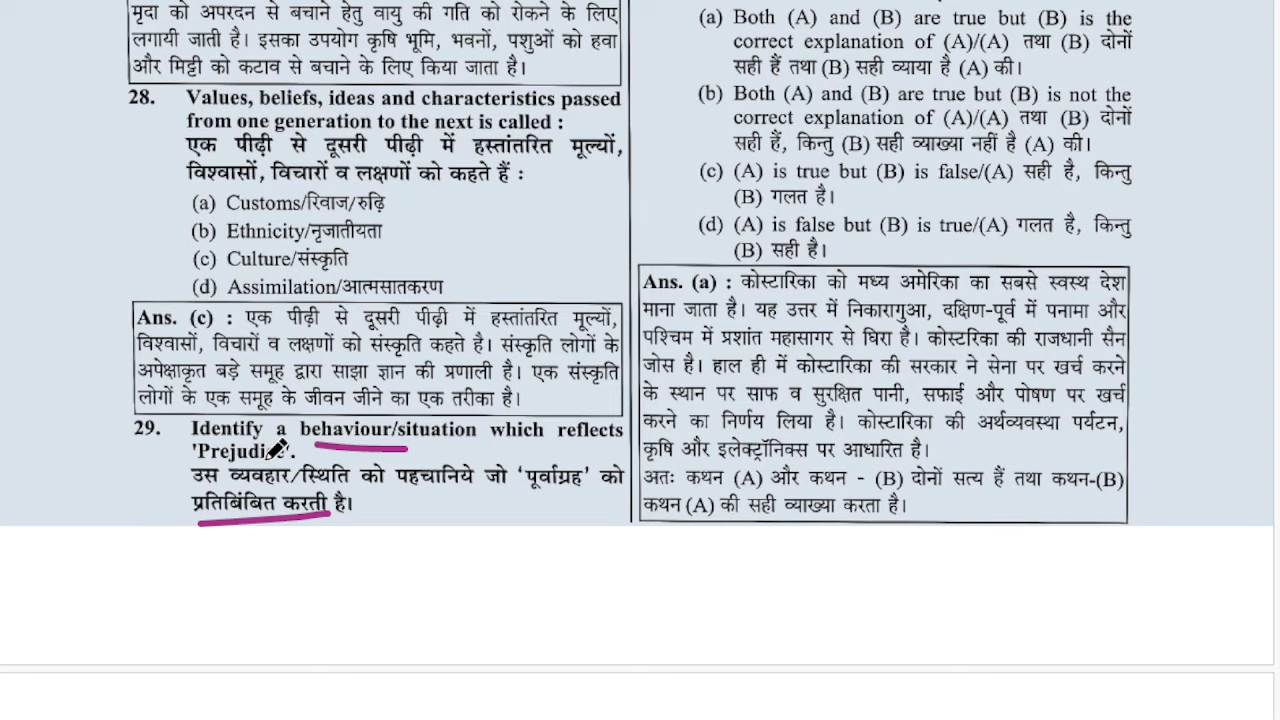 मृदा को अपरदन से बचाने हेतु वायु की गति को रोकने के लिए
लगायी जाती है। इसका उपयोग कृषि भूमि, भवनों, पशुओं को हवा
और मिट्टी को कटाव से बचाने के लिए किया जाता है।
28. Values, beliefs, ideas and characteristics passed
from one generation to the next is called :
एक पीढ़ी से दूसरी पीढ़ी में हस्तांतरित मूल्यों,
विश्वासों, विचारों व लक्षणों को कहते हैं :
(a) Customs/रिवाज/रुढ़ि
(b) Ethnicity/नृजातीयता
(c) Culture/संस्कृति
(d) Assimilation/आत्मसातकरण
Ans. (c) : एक पीढ़ी से दूसरी पीढ़ी में हस्तांतरित मूल्यों,
विश्वासों, विचारों व लक्षणों को संस्कृति कहते है। संस्कृति लोगों के
अपेक्षाकृत बड़े समूह द्वारा साझा ज्ञान की प्रणाली है। एक संस्कृति
लोगों के एक समूह के जीवन जीने का एक तरीका है।
29. Identify a behaviour/situation which reflects
उस व्यवहार/स्थिति को पहचानिये जो 'पूर्वाग्रह' को
प्रतिबिंबित करती है।
(a) Both (A) and (B) are true but (B) is the
correct explanation of (A)/(A) तथा (B) दोनों
सही हैं तथा (B) सही व्याया है (A) की।
(b) Both (A) and (B) are true but (B) is not the
correct explanation of (A)/(A) तथा (B) दोनों
सही हैं, किन्तु (B) सही व्याख्या नहीं है (A) की।
(c) (A) is true but (B) is false/(A) सही है, किन्तु
(B) गलत है।
(d) (A) is false but (B) is true/(A) गलत है, किन्तु
(B) सही है।
Ans. (a) : कोस्टारिका को मध्य अमेरिका का सबसे स्वस्थ देश
माना जाता है। यह उत्तर में निकारागुआ, दक्षिण-पूर्व में पनामा और
पश्चिम में प्रशांत महासागर से घिरा है। कोस्टरिका की राजधानी सैन
जोस है। हाल ही में कोस्टारिका की सरकार ने सेना पर खर्च करने
के स्थान पर साफ व सुरक्षित पानी, सफाई और पोषण पर खर्च
करने का निर्णय लिया है। कोस्टारिका की अर्थव्यवस्था पर्यटन,
कृषि और इलेक्ट्रॉनिक्स पर आधारित है।
अतः कथन (A) और कथन - (B) दोनों सत्य हैं तथा कथन-(B)
कथन (A) की सही व्याख्या करता है।